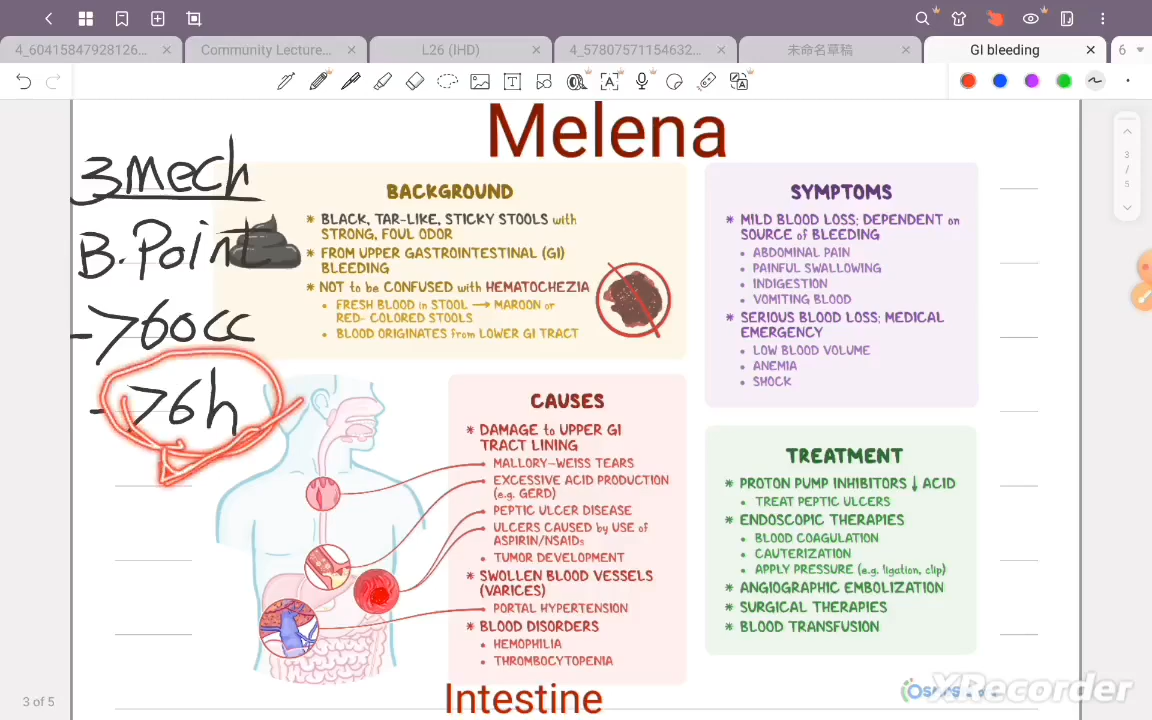 4_60415847928126...
Community Lecture...
L26 (IHD)
4_57807571154632...
未命名草稿
GI bleeding
6
Melena
3 Mech
B. Point
- >60cc
- >6h
BACKGROUND
* BLACK, TAR-LIKE, STICKY STOOLS with
STRONG, FOUL ODOR
* FROM UPPER GASTROINTESTINAL (GI)
BLEEDING
* NOT to be CONFUSED with HEMATOCHEZIA
• FRESH BLOOD in STOOL → MAROON or
RED- COLORED STOOLS
• BLOOD ORIGINATES from LOWER GI TRACT
SYMPTOMS
* MILD BLOOD LOSS; DEPENDENT on
SOURCE of BLEEDING
• ABDOMINAL PAIN
• PAINFUL SWALLOWING
• INDIGESTION
• VOMITING BLOOD
* SERIOUS BLOOD LOSS; MEDICAL
EMERGENCY
• LOW BLOOD VOLUME
• ANEMIA
• SHOCK
CAUSES
* DAMAGE to UPPER GI
TRACT LINING
• MALLORY-WEISS TEARS
• EXCESSIVE ACID PRODUCTION
(e.g. GERD)
• PEPTIC ULCER DISEASE
• ULCERS CAUSED by USE of
ASPIRIN/NSAIDs
• TUMOR DEVELOPMENT
* SWOLLEN BLOOD VESSELS
(VARICES)
• PORTAL HYPERTENSION
* BLOOD DISORDERS
• HEMOPHILIA
• THROMBOCYTOPENIA
TREATMENT
* PROTON PUMP INHIBITORS ↓ ACID
• TREAT PEPTIC ULCERS
* ENDOSCOPIC THERAPIES
• BLOOD COAGULATION
• CAUTERIZATION
• APPLY PRESSURE (e.g. ligation, clip)
* ANGIOGRAPHIC EMBOLIZATION
* SURGICAL THERAPIES
* BLOOD TRANSFUSION
Intestine
3 of 5
3
/
5
XRecorder